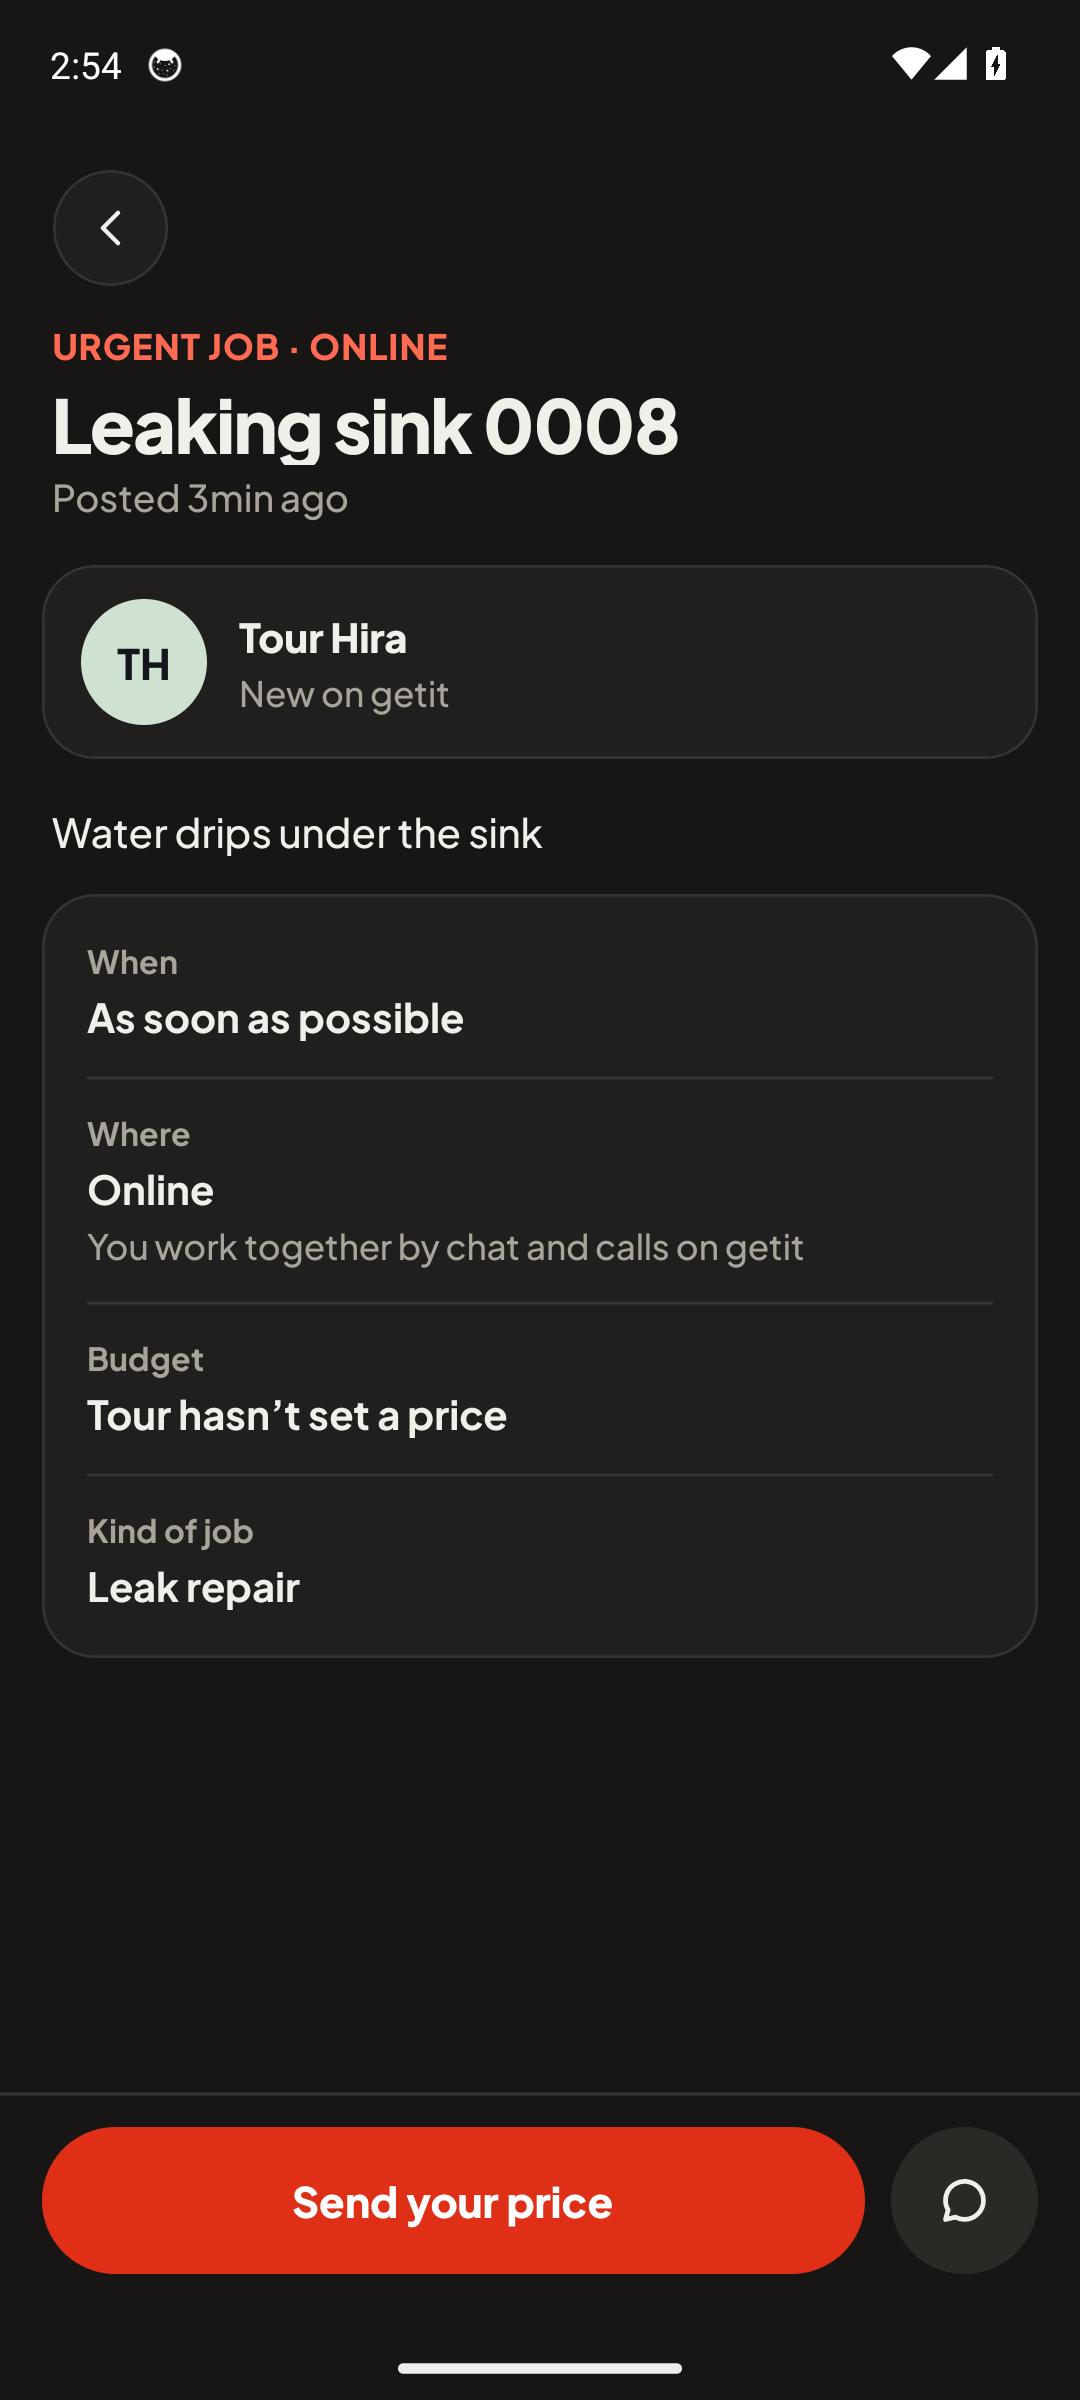 2:54
URGENT JOB · ONLINE
Leaking sink 0008
Posted 3min ago
TH
Tour Hira
New on getit
Water drips under the sink
When
As soon as possible
Where
Online
You work together by chat and calls on getit
Budget
Tour hasn’t set a price
Kind of job
Leak repair
Send your price